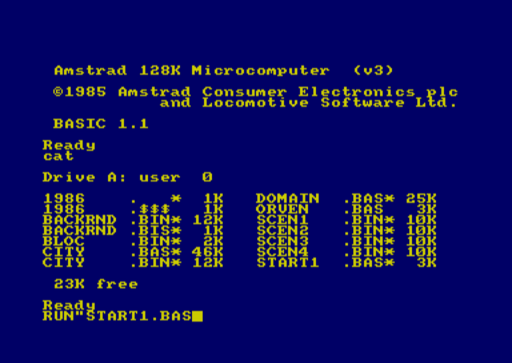 Amstrad 128K Microcomputer (v3)
©1985 Amstrad Consumer Electronics plc
and Locomotive Software Ltd.
BASIC 1.1
Ready
cat
Drive A: user 0
1986 . * 1K DOMAIN .BAS* 25K
1986 .$$$ 1K ORVEN .BAS 3K
BACKRND .BIN* 12K SCEN1 .BIN* 10K
BACKRND .BIS* 1K SCEN2 .BIN* 10K
BLOC .BIN* 2K SCEN3 .BIN* 10K
CITY .BAS* 46K SCEN4 .BIN* 10K
CITY .BIN* 12K START1 .BAS* 3K
23K free
Ready
RUN"START1.BAS